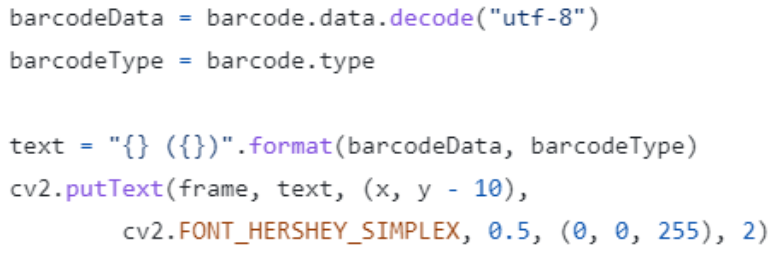 barcodeData = barcode.data.decode("utf-8")
barcodeType = barcode.type
text = "{} ({})".format(barcodeData, barcodeType)
cv2.putText(frame, text, (x, y - 10),
cv2.FONT_HERSHEY_SIMPLEX, 0.5, (0, 0, 255), 2)